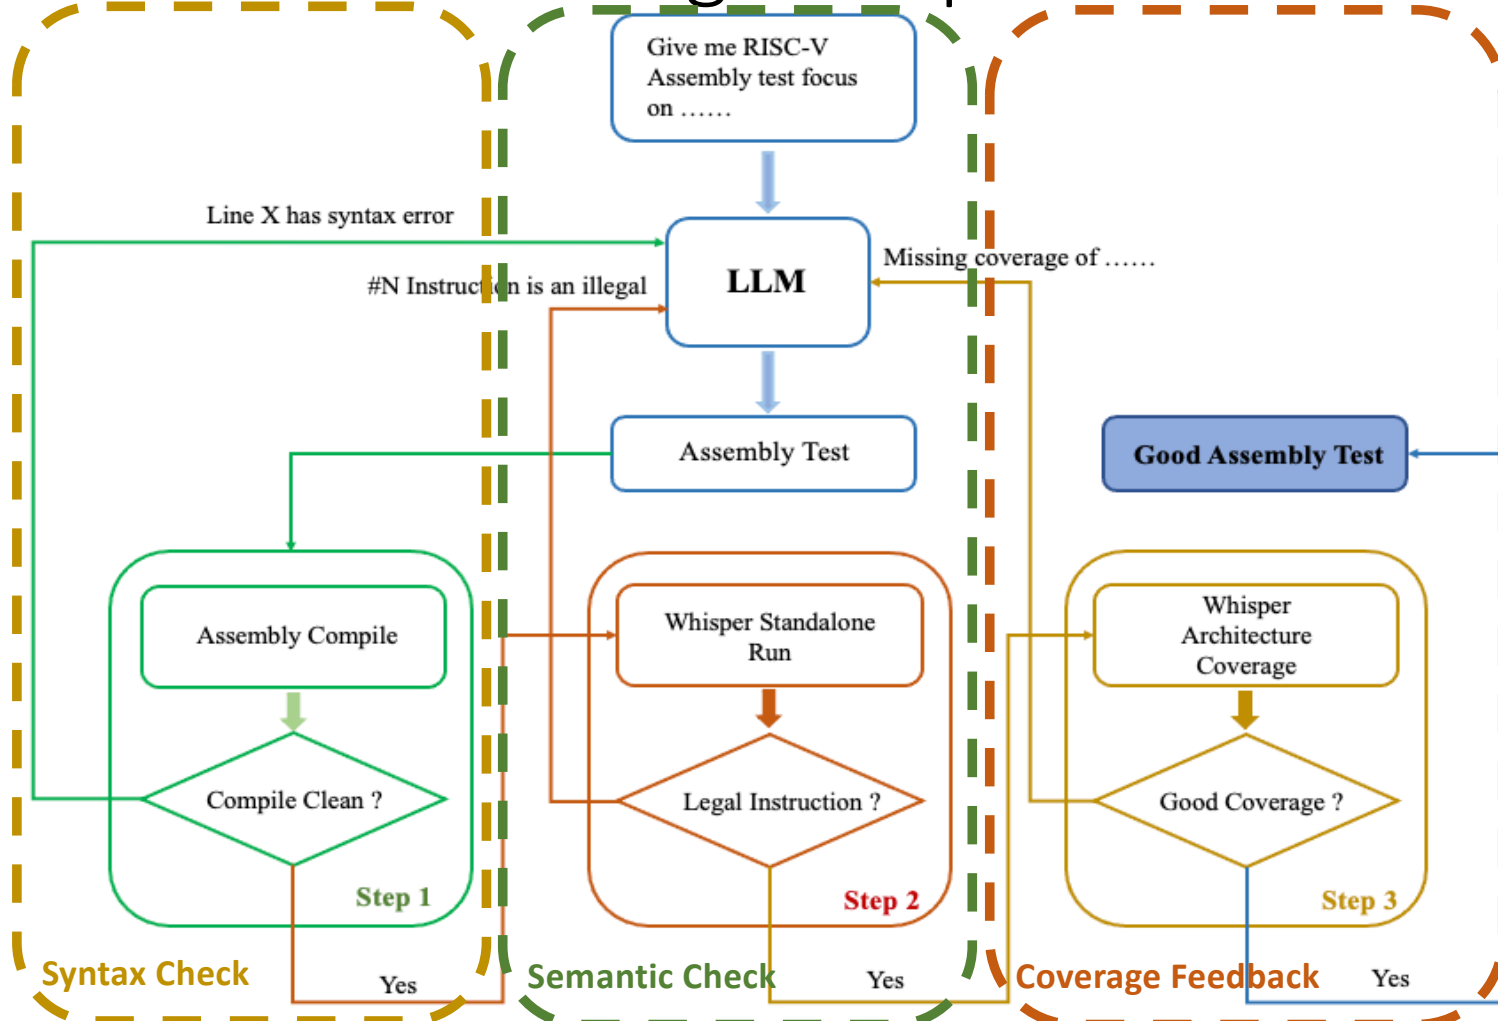 Give me RISC-V
Assembly test focus
on ......
Line X has syntax error
#N Instruction is an illegal
LLM
Missing coverage of ......
Assembly Test
Good Assembly Test
Assembly Compile
Compile Clean ?
Step 1
Whisper Standalone
Run
Legal Instruction ?
Step 2
Whisper
Architecture
Coverage
Good Coverage ?
Step 3
Syntax Check
Yes
Semantic Check
Yes
Coverage Feedback
Yes